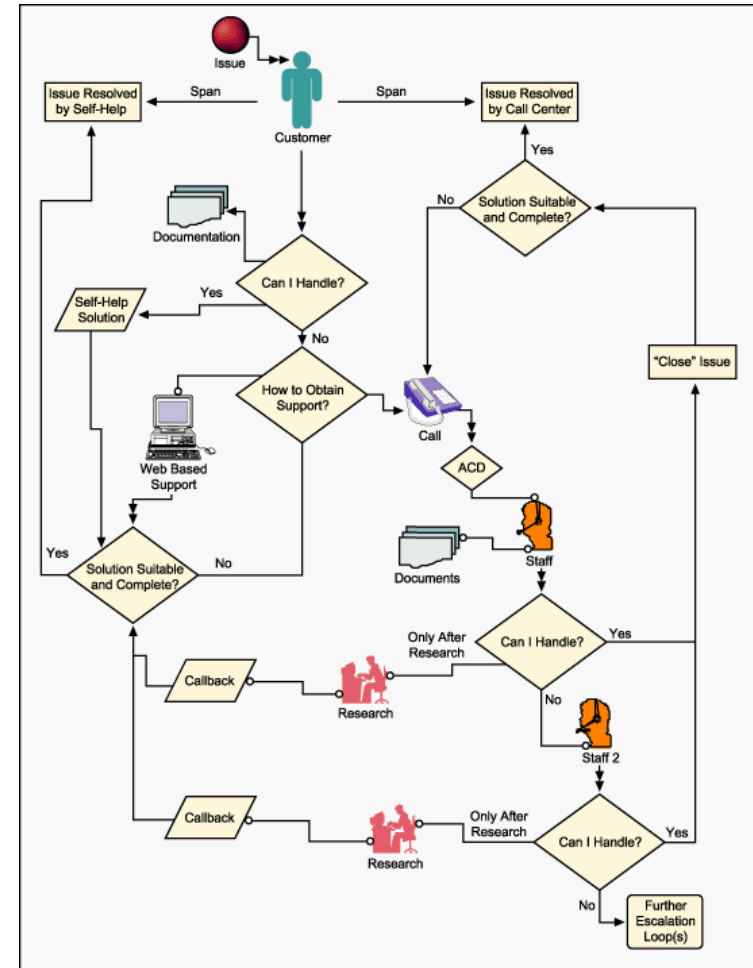 Issue
Issue Resolved
by Self-Help
Span
Span
Issue Resolved
by Call Center
Customer
Yes
No
Solution Suitable
and Complete?
Documentation
Can I Handle?
Yes
Self-Help
Solution
No
"Close" Issue
How to Obtain
Support?
Call
Web Based
Support
ACD
Yes
No
Solution Suitable
and Complete?
Staff
Documents
Only After
Research
Can I Handle?
Yes
Callback
Research
No
Staff 2
Callback
Research
Only After
Research
Can I Handle?
Yes
No
Further
Escalation
Loop(s)